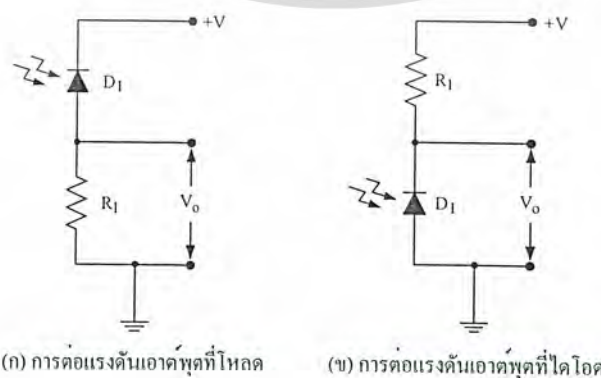 +V
D1
R1
Vo
(ก) การต่อแรงดันเอาต์พุตที่โหลด
+V
R1
D1
Vo
(ข) การต่อแรงดันเอาต์พุตที่ไดโอด